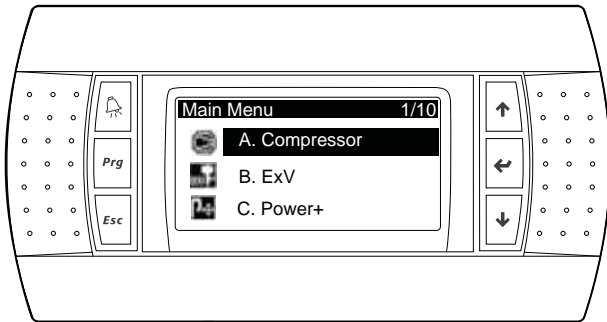 Main Menu 1/10
A. Compressor
B. ExV
C. Power+
Prg
Esc